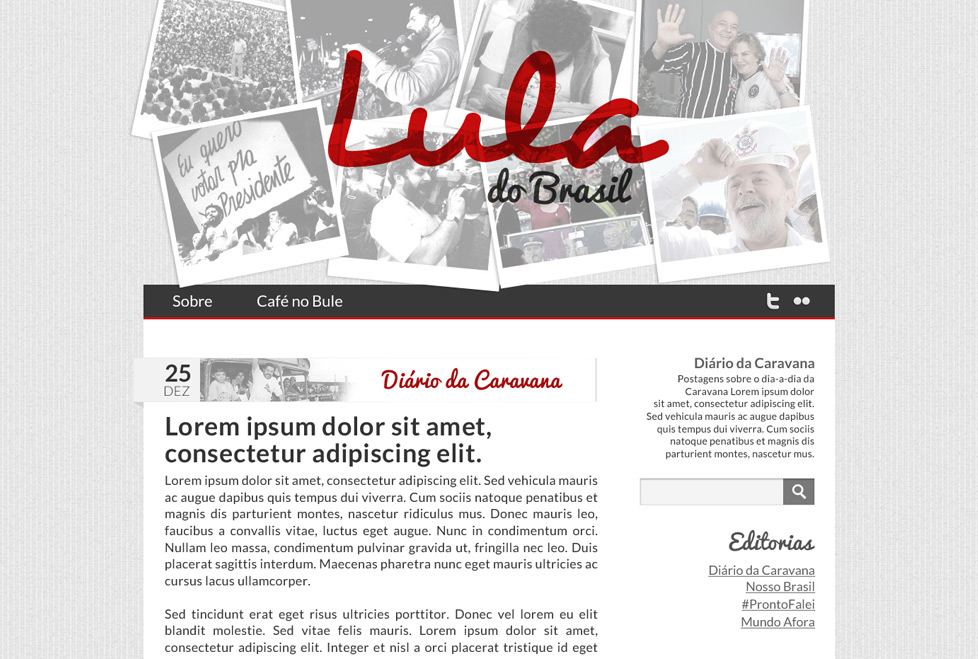 Eu quero
votar pra
Presidente
Lula
do Brasil
Sobre
Café no Bule
25
DEZ
Diário da Caravana
Lorem ipsum dolor sit amet,
consectetur adipiscing elit.
Lorem ipsum dolor sit amet, consectetur adipiscing elit. Sed vehicula mauris
ac augue dapibus quis tempus dui viverra. Cum sociis natoque penatibus et
magnis dis parturient montes, nascetur ridiculus mus. Donec mauris leo,
faucibus a convallis vitae, luctus eget augue. Nunc in condimentum orci.
Nullam leo massa, condimentum pulvinar gravida ut, fringilla nec leo. Duis
placerat sagittis interdum. Maecenas pharetra nunc eget mauris ultricies ac
cursus lacus ullamcorper.
Sed tincidunt erat eget risus ultricies porttitor. Donec vel lorem eu elit
blandit molestie. Sed vitae felis mauris. Lorem ipsum dolor sit amet,
consectetur adipiscing elit. Integer et nisl a orci placerat tristique id eget
Diário da Caravana
Postagens sobre o dia-a-dia da
Caravana Lorem ipsum dolor
sit amet, consectetur adipiscing elit.
Sed vehicula mauris ac augue dapibus
quis tempus dui viverra. Cum sociis
natoque penatibus et magnis dis
parturient montes, nascetur mus.
Editorias
Diário da Caravana
Nosso Brasil
#ProntoFalei
Mundo Afora